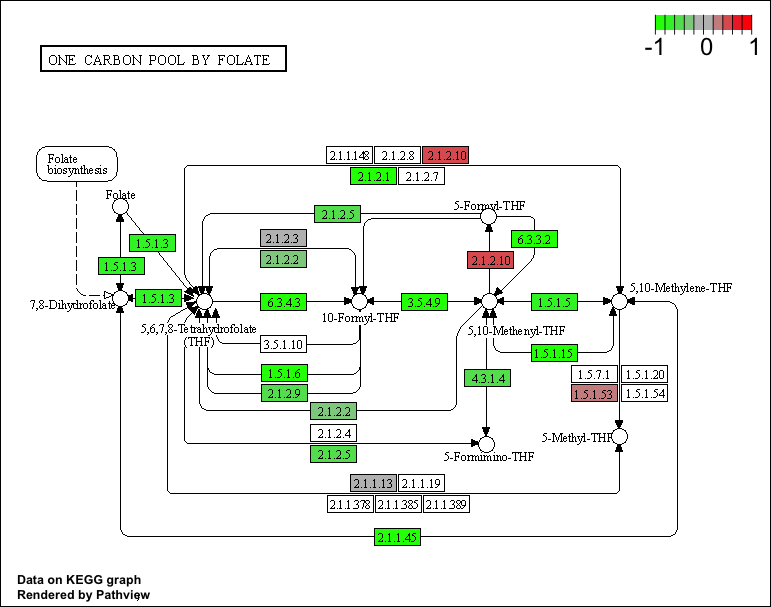 -1 0 1
ONE CARBON POOL BY FOLATE
2.1.1.148 2.1.2.8 2.1.2.10
2.1.2.1 2.1.2.7
Folate
biosynthesis
Folate
5-Formyl-THF
2.1.2.5
1.5.1.3
2.1.2.3
6.3.3.2
2.1.2.2
2.1.2.10
1.5.1.3
5,10-Methylene-THF
1.5.1.3
6.3.4.3
3.5.4.9
1.5.1.5
7,8-Dihydrofolate
10-Formyl-THF
5,6,7,8-Tetrahydrofolate
(THF)
5,10-Methenyl-THF
3.5.1.10
1.5.1.15
1.5.1.6
4.3.1.4
1.5.7.1 1.5.1.20
2.1.2.9
1.5.1.53 1.5.1.54
2.1.2.2
2.1.2.4
5-Methyl-THF
2.1.2.5
5-Formimino-THF
2.1.1.13 2.1.1.19
2.1.1.378 2.1.1.385 2.1.1.389
2.1.1.45
Data on KEGG graph
Rendered by Pathview